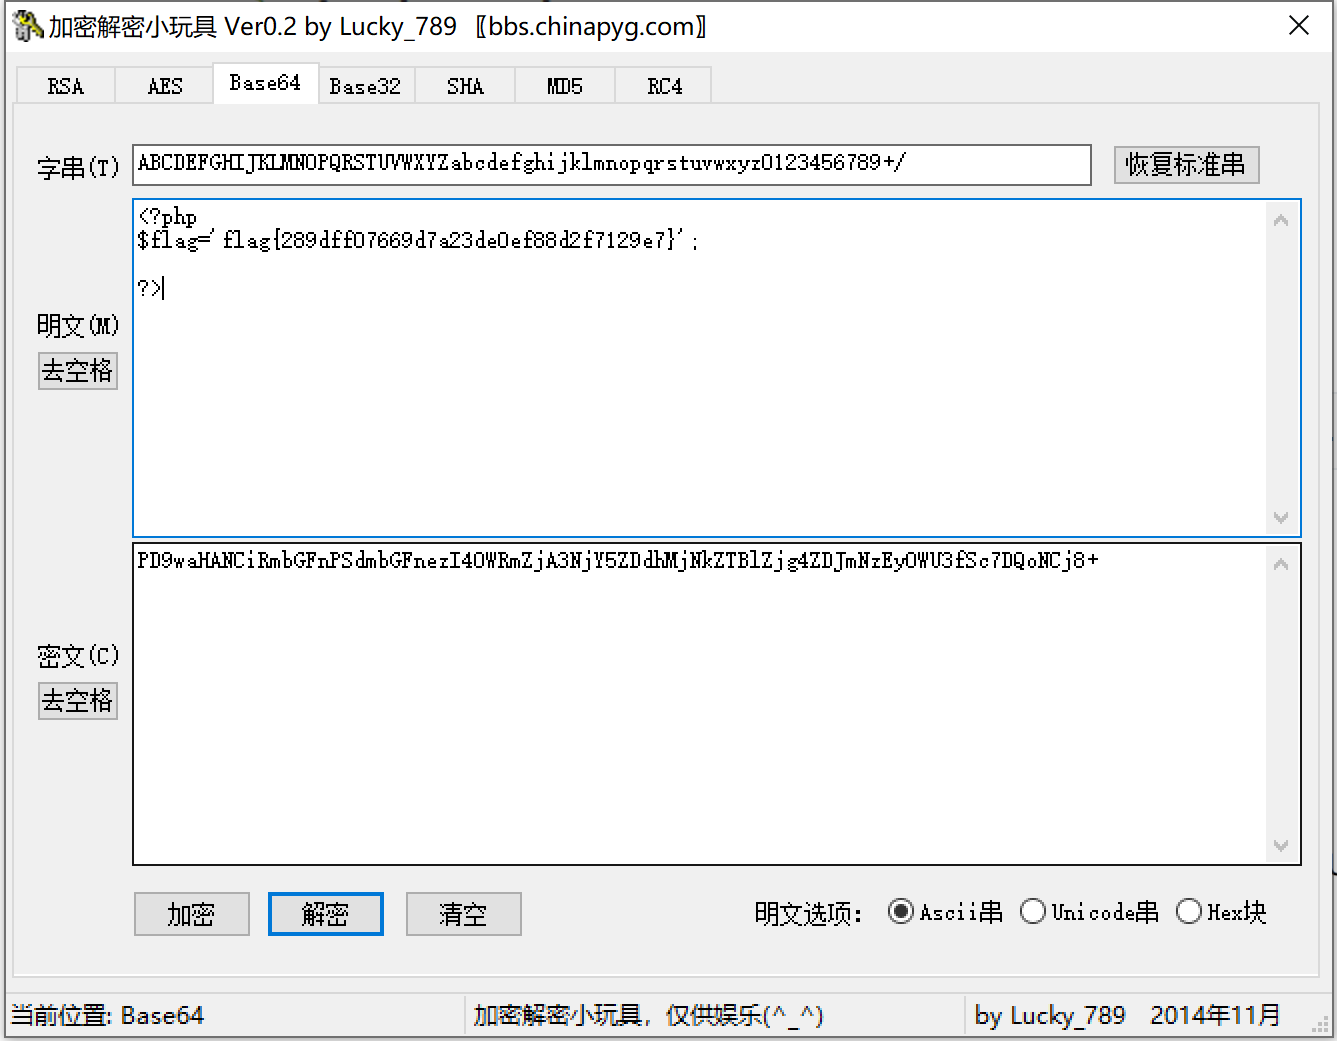 加密解密小玩具 Ver0.2 by Lucky_789 〖bbs.chinapyg.com〗
RSA AES Base64 Base32 SHA MD5 RC4
字串(T) ABCDEFGHIJKLMNOPQRSTUVWXYZabcdefghijklmnopqrstuvwxyz0123456789+/ 恢复标准串
<?php
$flag='flag{289dff07669d7a23de0ef88d2f7129e7}';
?>
明文(M)
去空格
PD9waHANCiRmbGFnPSdmbGFnezI4OWRmZjA3NjY5ZDdhMjNkZTBlZjg4ZDJmNzEyOWU3fSc7DQoNCj8+
密文(C)
去空格
加密 解密 清空 明文选项: Ascii串 Unicode串 Hex块
当前位置: Base64 加密解密小玩具，仅供娱乐(^_^) by Lucky_789 2014年11月